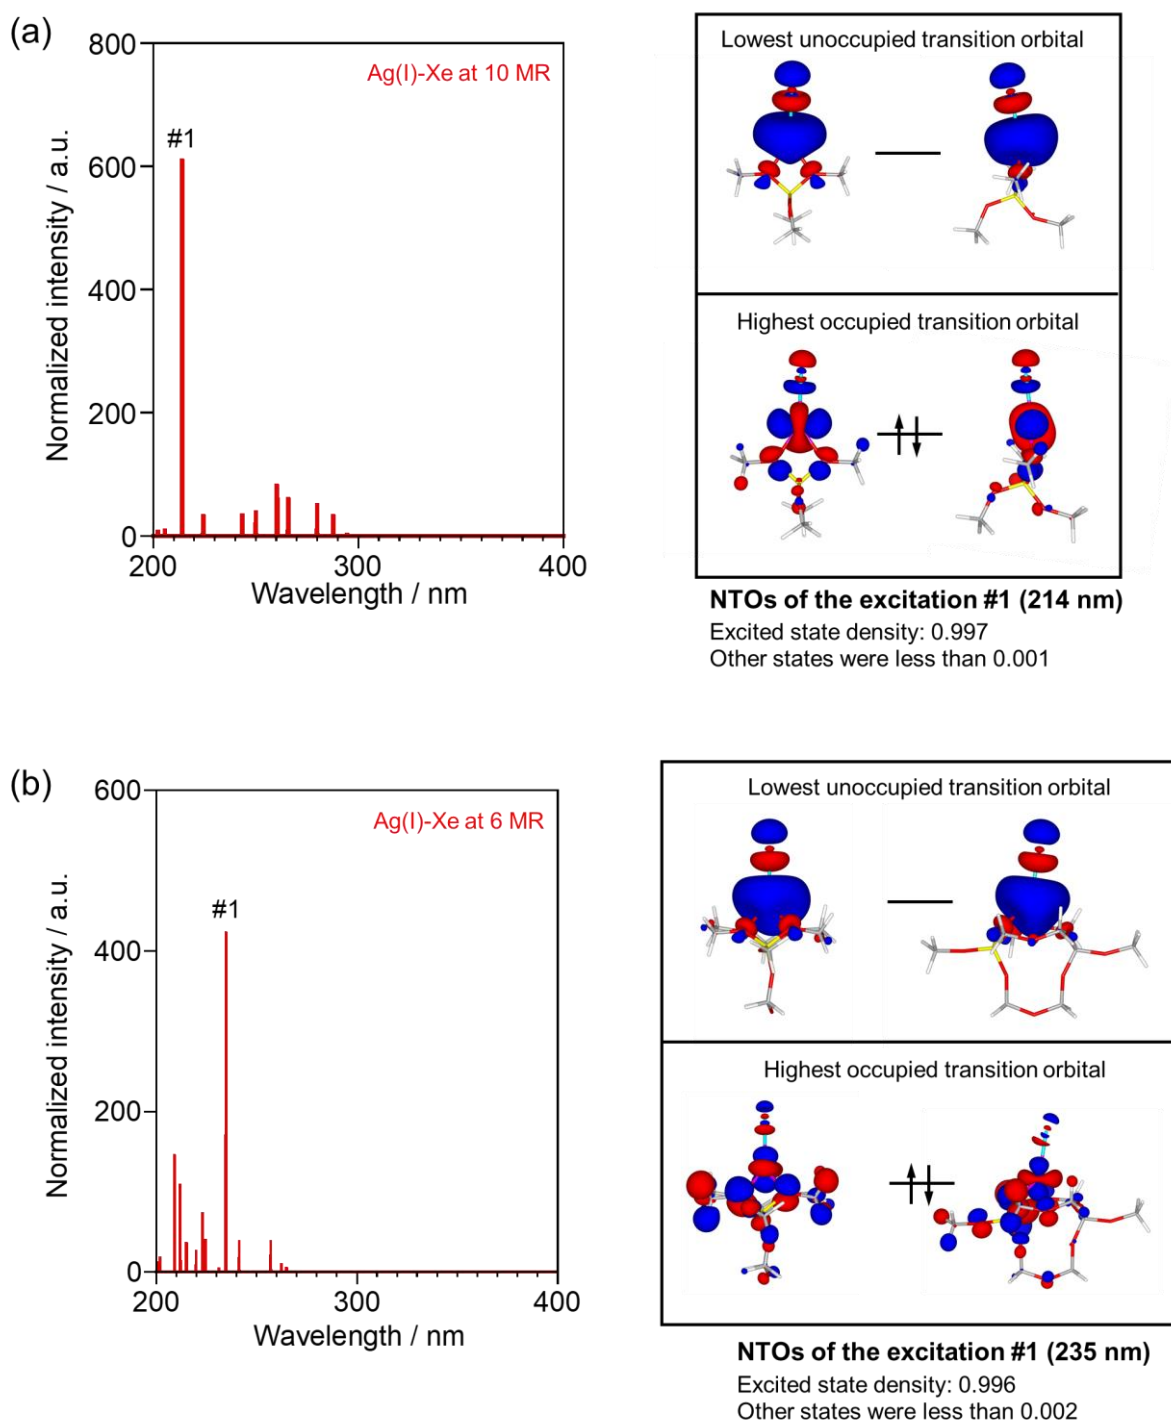 (a)
800
600
400
200
0
Normalized intensity / a.u.
Ag(I)-Xe at 10 MR
#1
200
300
400
Wavelength / nm
Lowest unoccupied transition orbital
Highest occupied transition orbital
NTOs of the excitation #1 (214 nm)
Excited state density: 0.997
Other states were less than 0.001
(b)
600
400
200
0
Normalized intensity / a.u.
Ag(I)-Xe at 6 MR
#1
200
300
400
Wavelength / nm
Lowest unoccupied transition orbital
Highest occupied transition orbital
NTOs of the excitation #1 (235 nm)
Excited state density: 0.996
Other states were less than 0.002